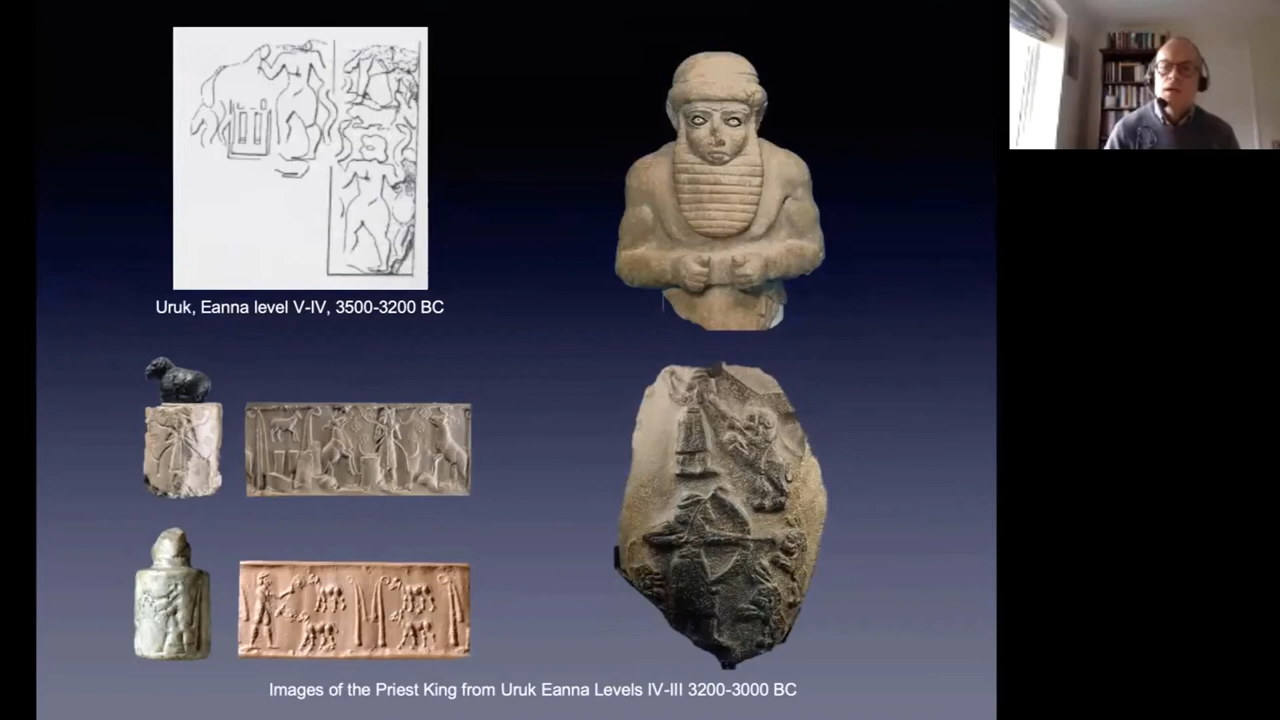 Uruk, Eanna level V-IV, 3500-3200 BC
Images of the Priest King from Uruk Eanna Levels IV-III 3200-3000 BC